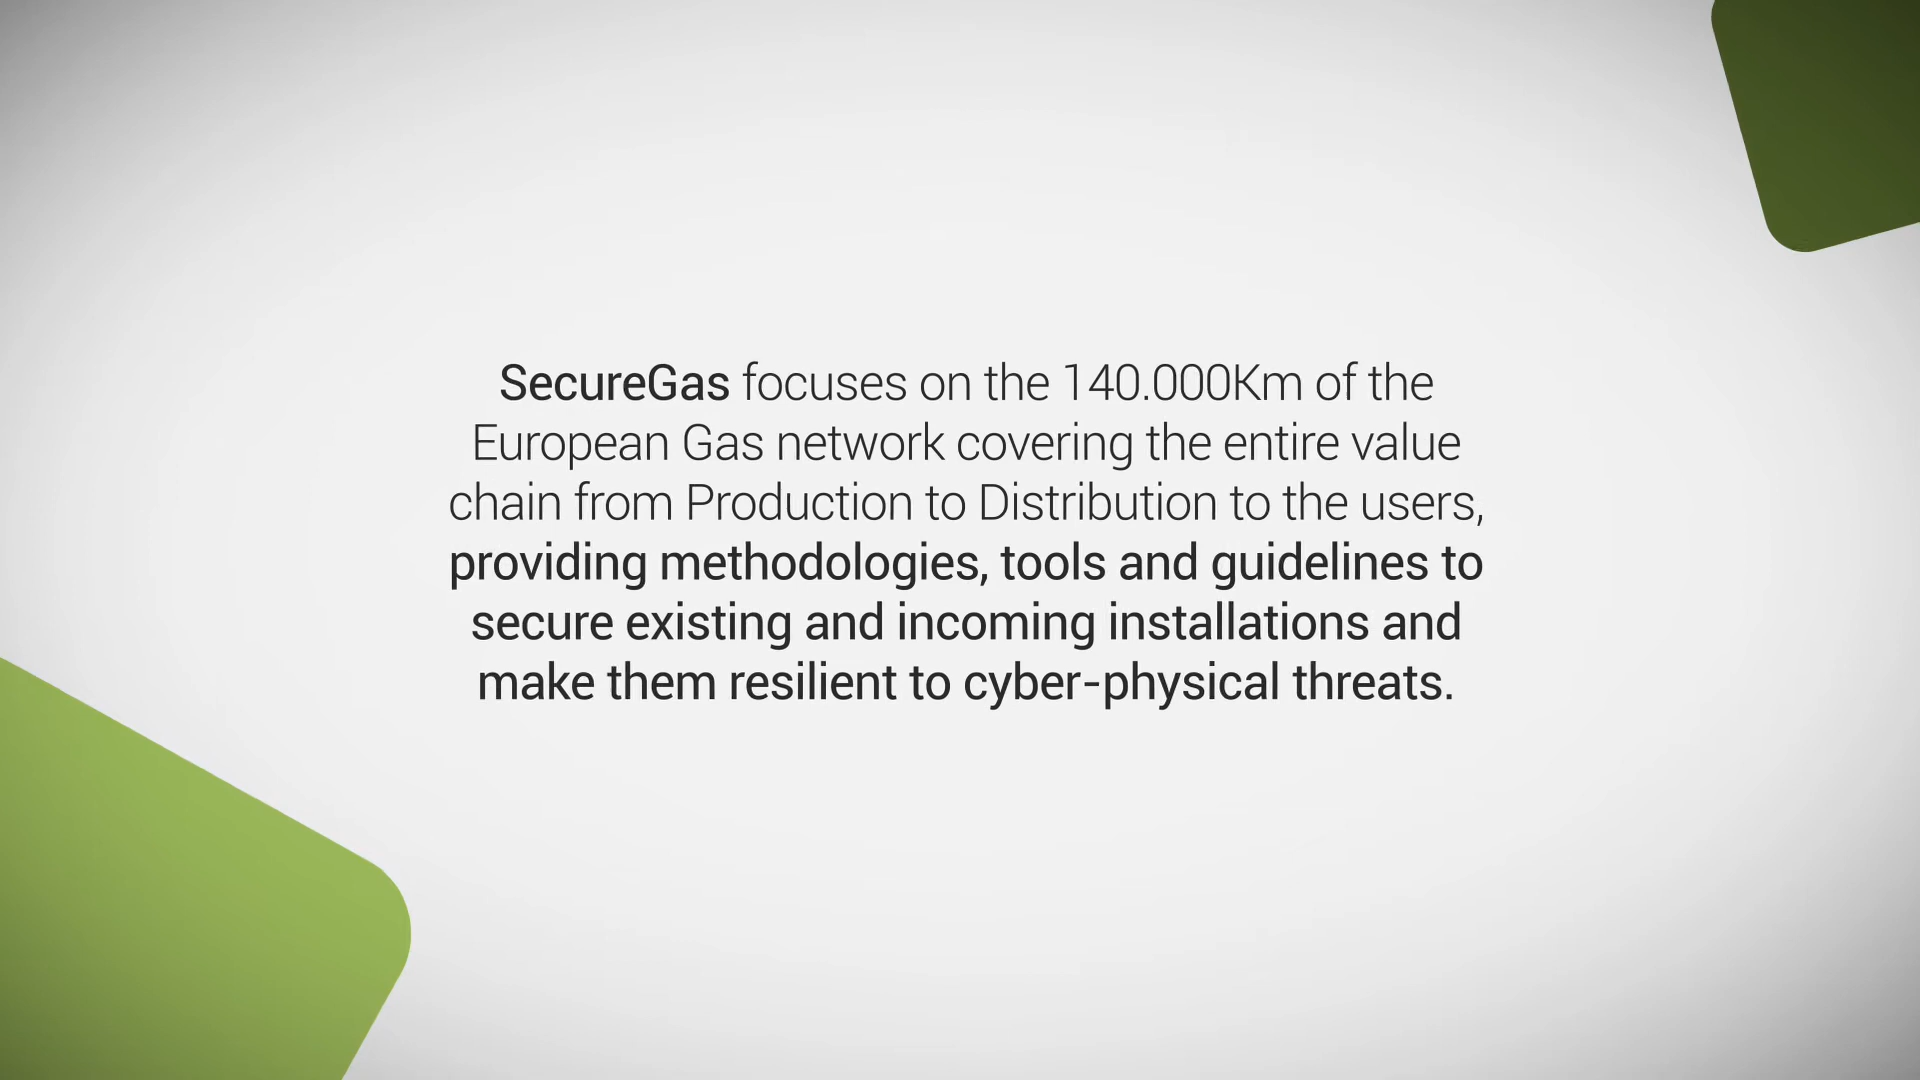 SecureGas focuses on the 140.000Km of the
European Gas network covering the entire value
chain from Production to Distribution to the users,
providing methodologies, tools and guidelines to
secure existing and incoming installations and
make them resilient to cyber-physical threats.